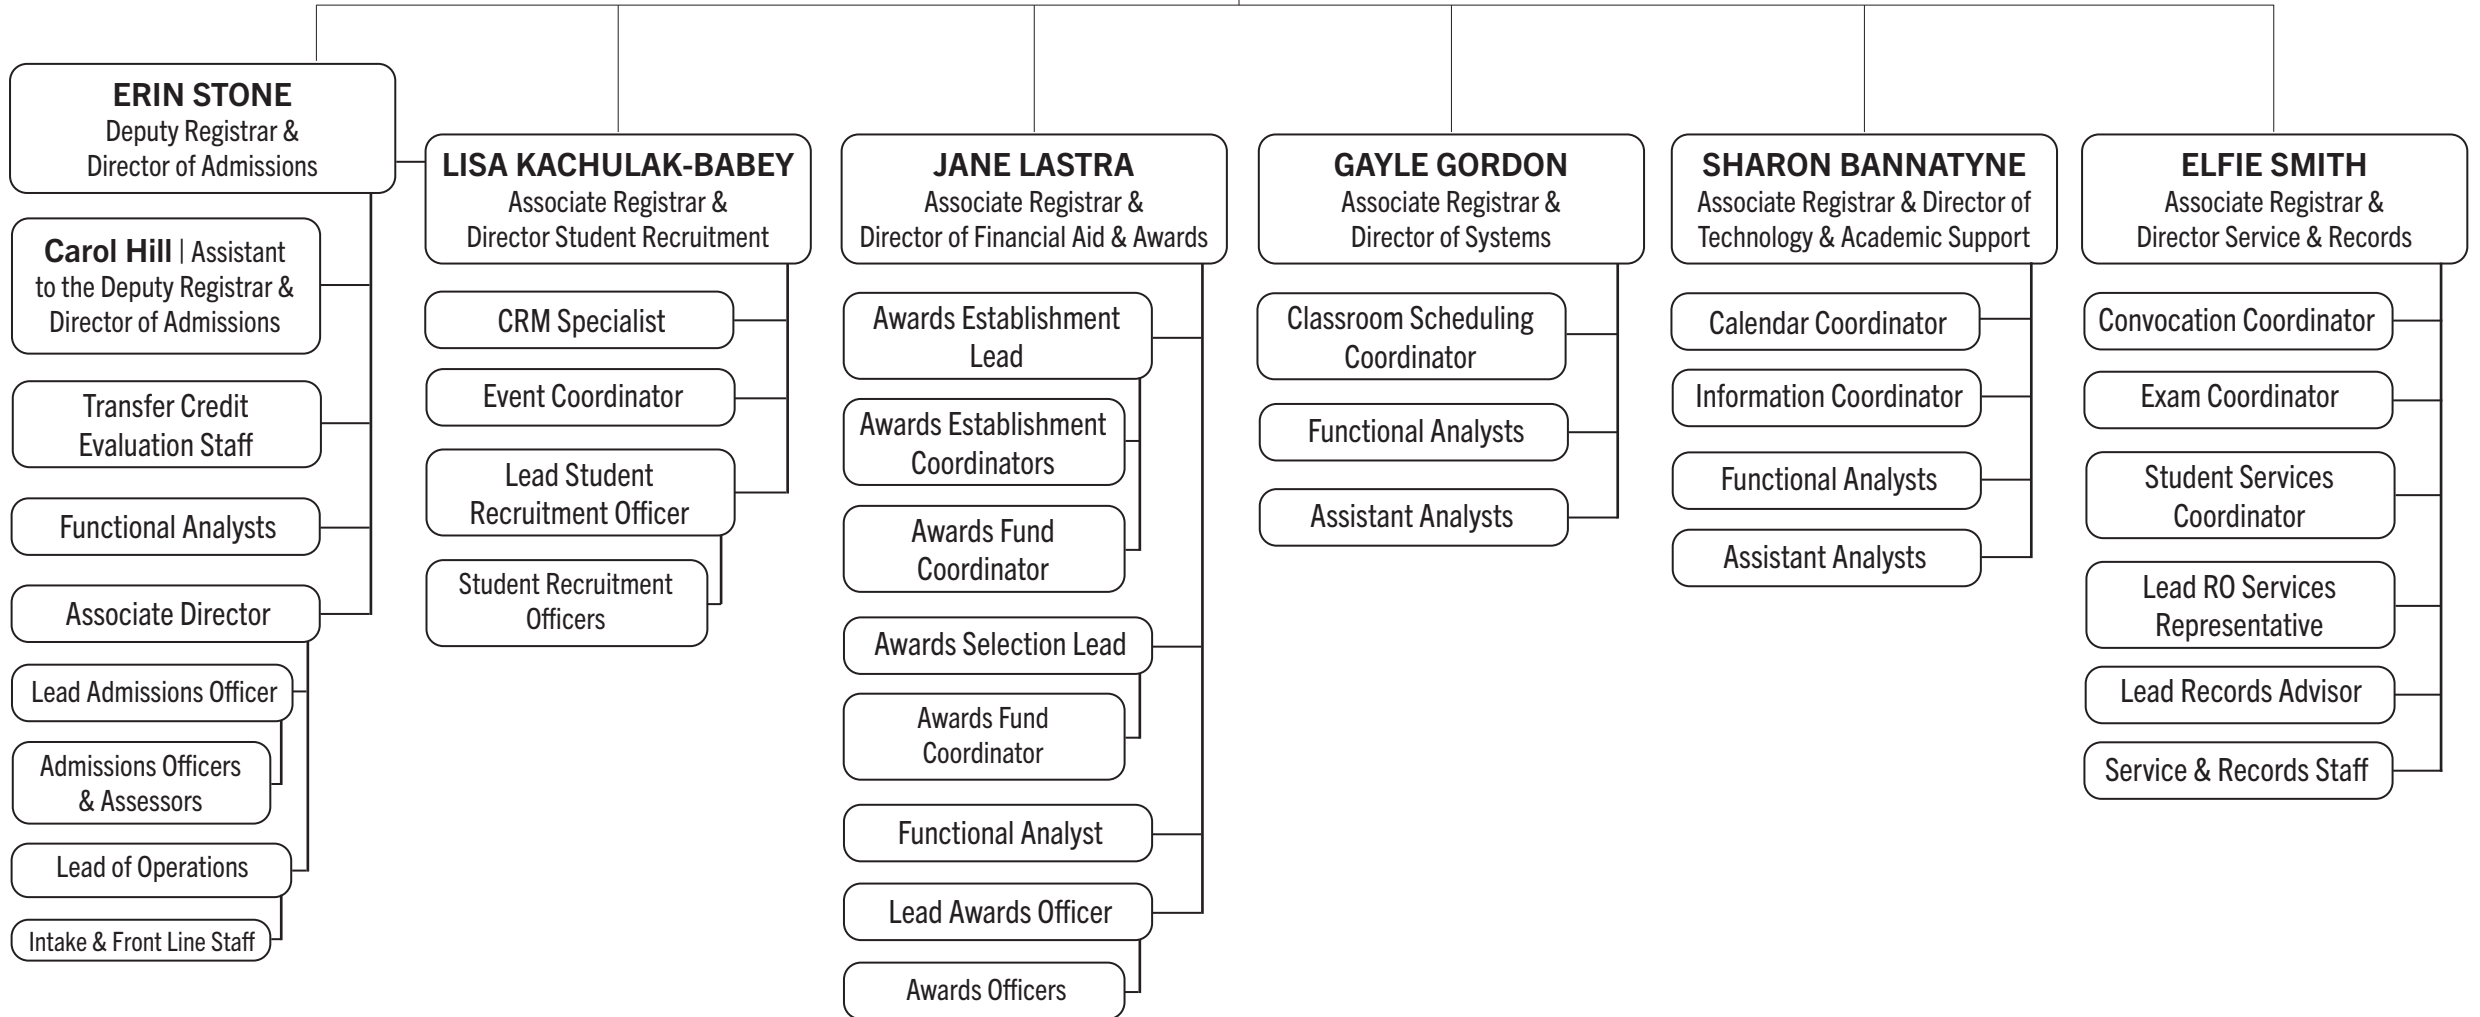 ERIN STONE
Deputy Registrar &
Director of Admissions
Carol Hill | Assistant
to the Deputy Registrar &
Director of Admissions
Transfer Credit
Evaluation Staff
Functional Analysts
Associate Director
Lead Admissions Officer
Admissions Officers
& Assessors
Lead of Operations
Intake & Front Line Staff
LISA KACHULAK-BABEY
Associate Registrar &
Director Student Recruitment
CRM Specialist
Event Coordinator
Lead Student
Recruitment Officer
Student Recruitment
Officers
JANE LASTRA
Associate Registrar &
Director of Financial Aid & Awards
Awards Establishment
Lead
Awards Establishment
Coordinators
Awards Fund
Coordinator
Awards Selection Lead
Awards Fund
Coordinator
Functional Analyst
Lead Awards Officer
Awards Officers
GAYLE GORDON
Associate Registrar &
Director of Systems
Classroom Scheduling
Coordinator
Functional Analysts
Assistant Analysts
SHARON BANNATYNE
Associate Registrar & Director of
Technology & Academic Support
Calendar Coordinator
Information Coordinator
Functional Analysts
Assistant Analysts
ELFIE SMITH
Associate Registrar &
Director Service & Records
Convocation Coordinator
Exam Coordinator
Student Services
Coordinator
Lead RO Services
Representative
Lead Records Advisor
Service & Records Staff